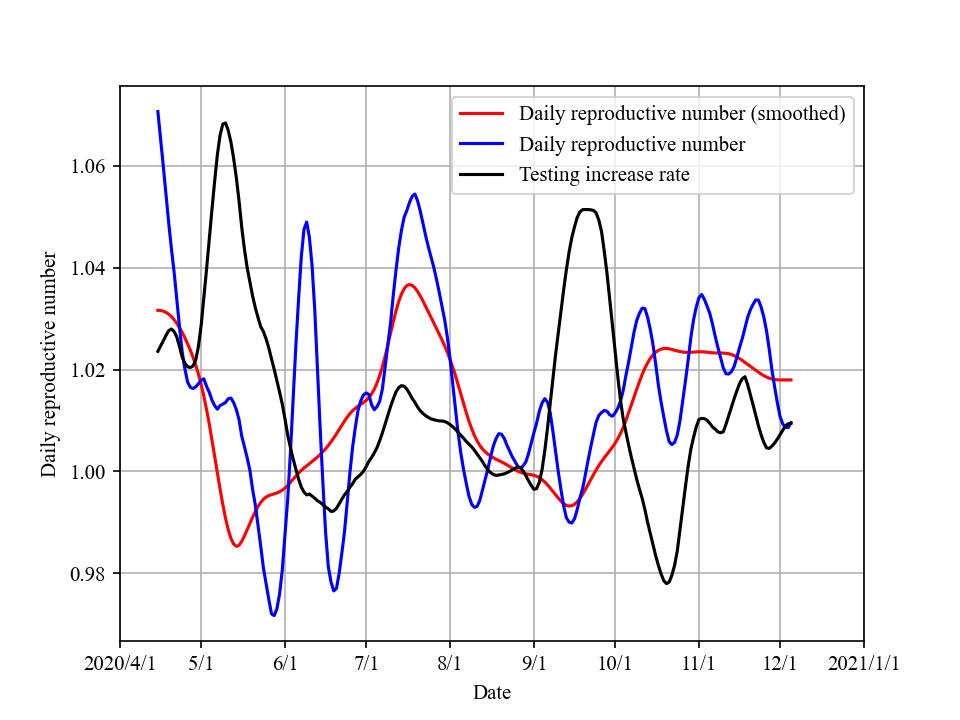 Daily reproductive number (smoothed)
Daily reproductive number
Testing increase rate
Daily reproductive number
1.06
1.04
1.02
1.00
0.98
2020/4/1 5/1 6/1 7/1 8/1 9/1 10/1 11/1 12/1 2021/1/1
Date